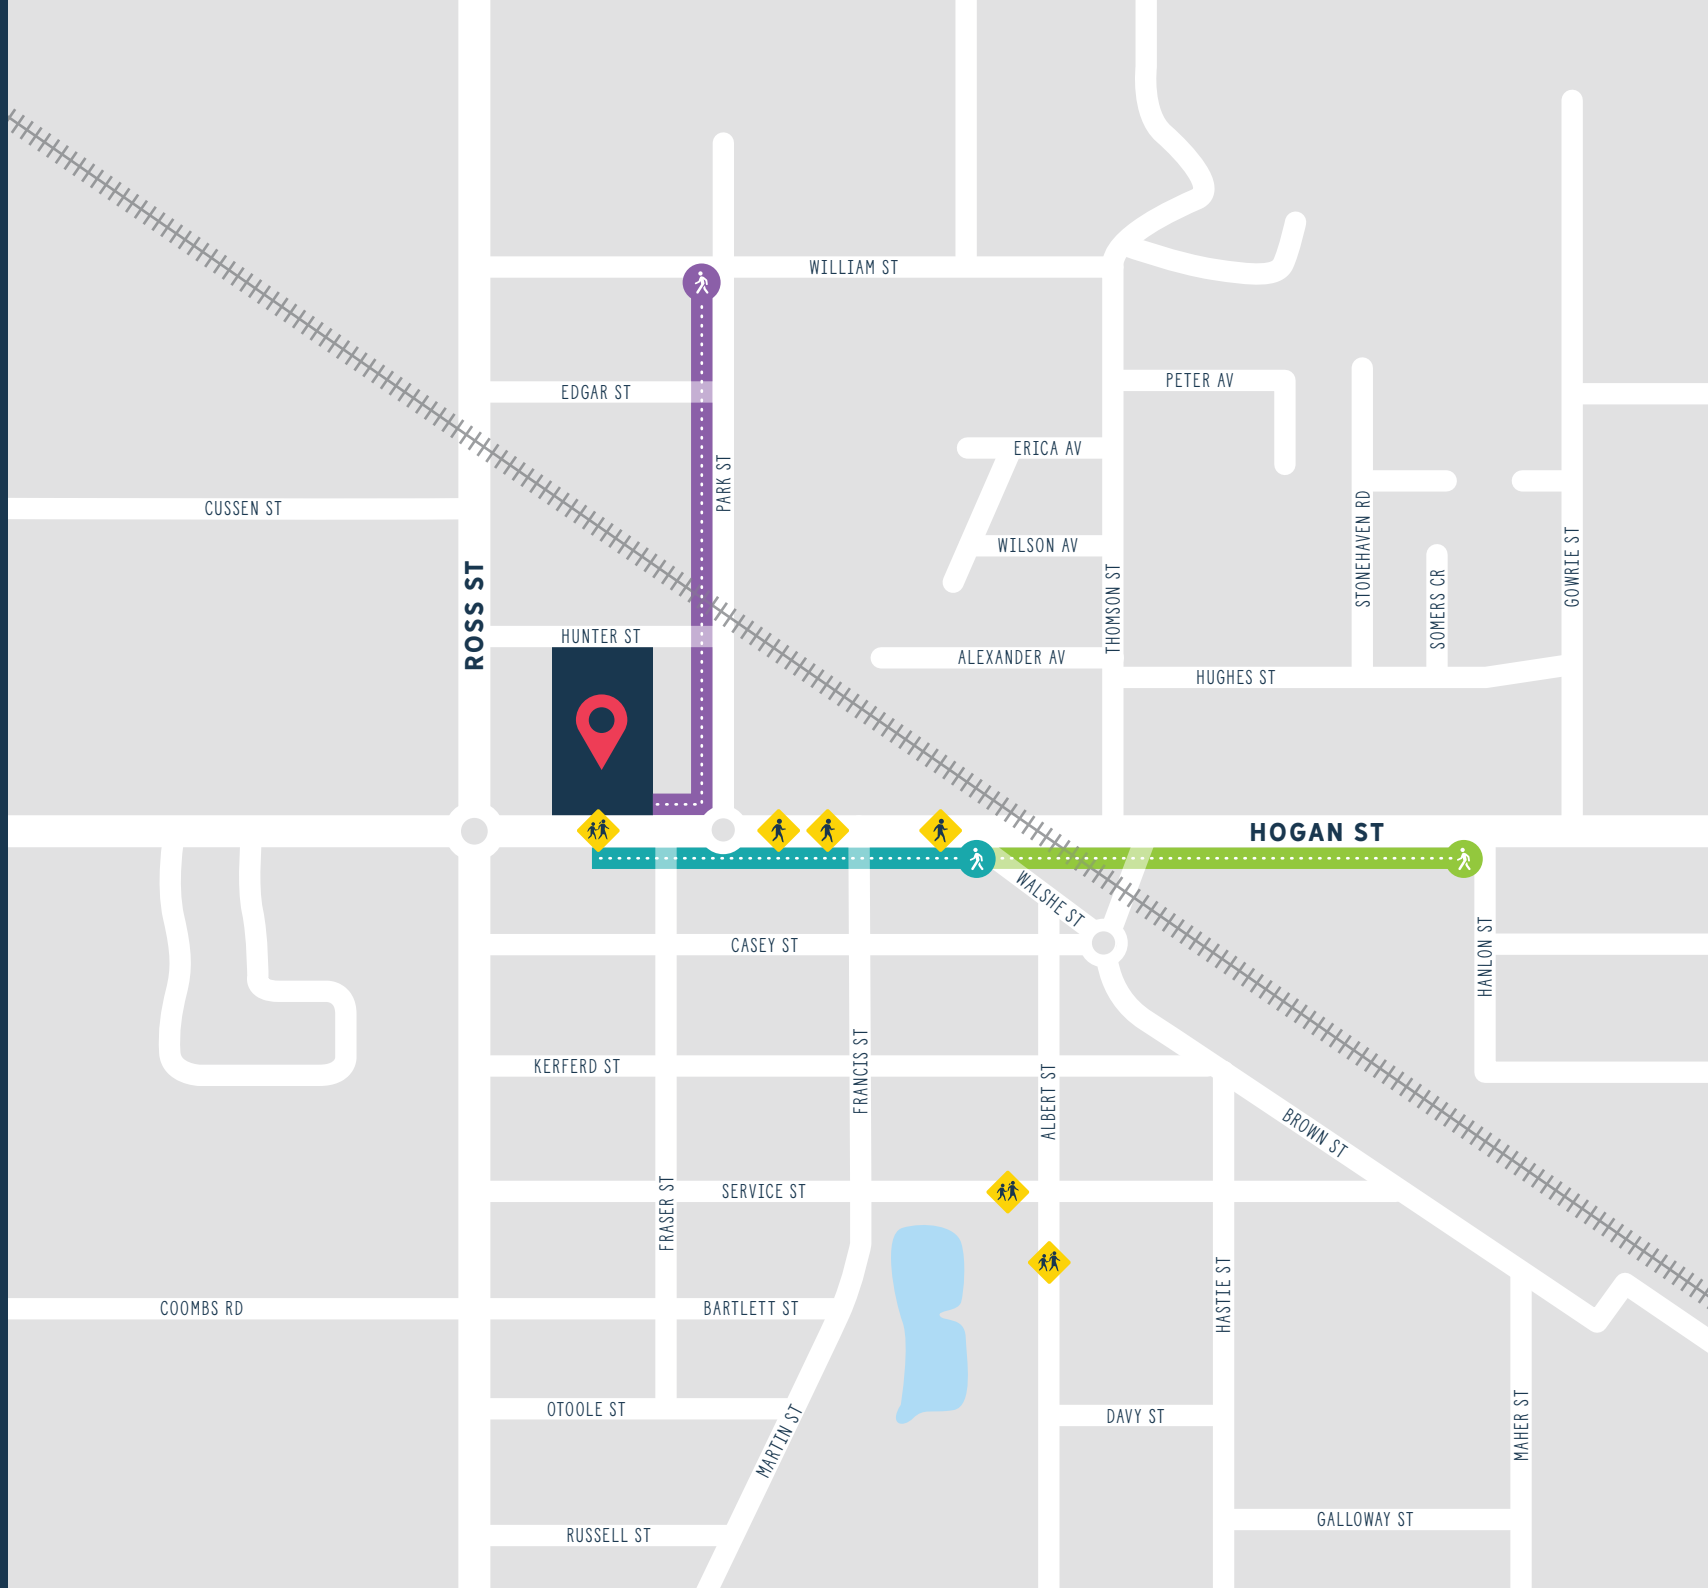 WILLIAM ST
PETER AV
EDGAR ST
ERICA AV
PARK ST
CUSSEN ST
WILSON AV
STONEHAVEN RD
GOWRIE ST
THOMSON ST
SOMERS CR
ROSS ST
HUNTER ST
ALEXANDER AV
HUGHES ST
HOGAN ST
WALSHE ST
CASEY ST
HANLON ST
KERFERD ST
FRANCIS ST
ALBERT ST
BROWN ST
SERVICE ST
FRASER ST
HASTIE ST
COOMBS RD
BARTLETT ST
OTOOLE ST
MARTIN ST
DAVY ST
MAHER ST
RUSSELL ST
GALLOWAY ST